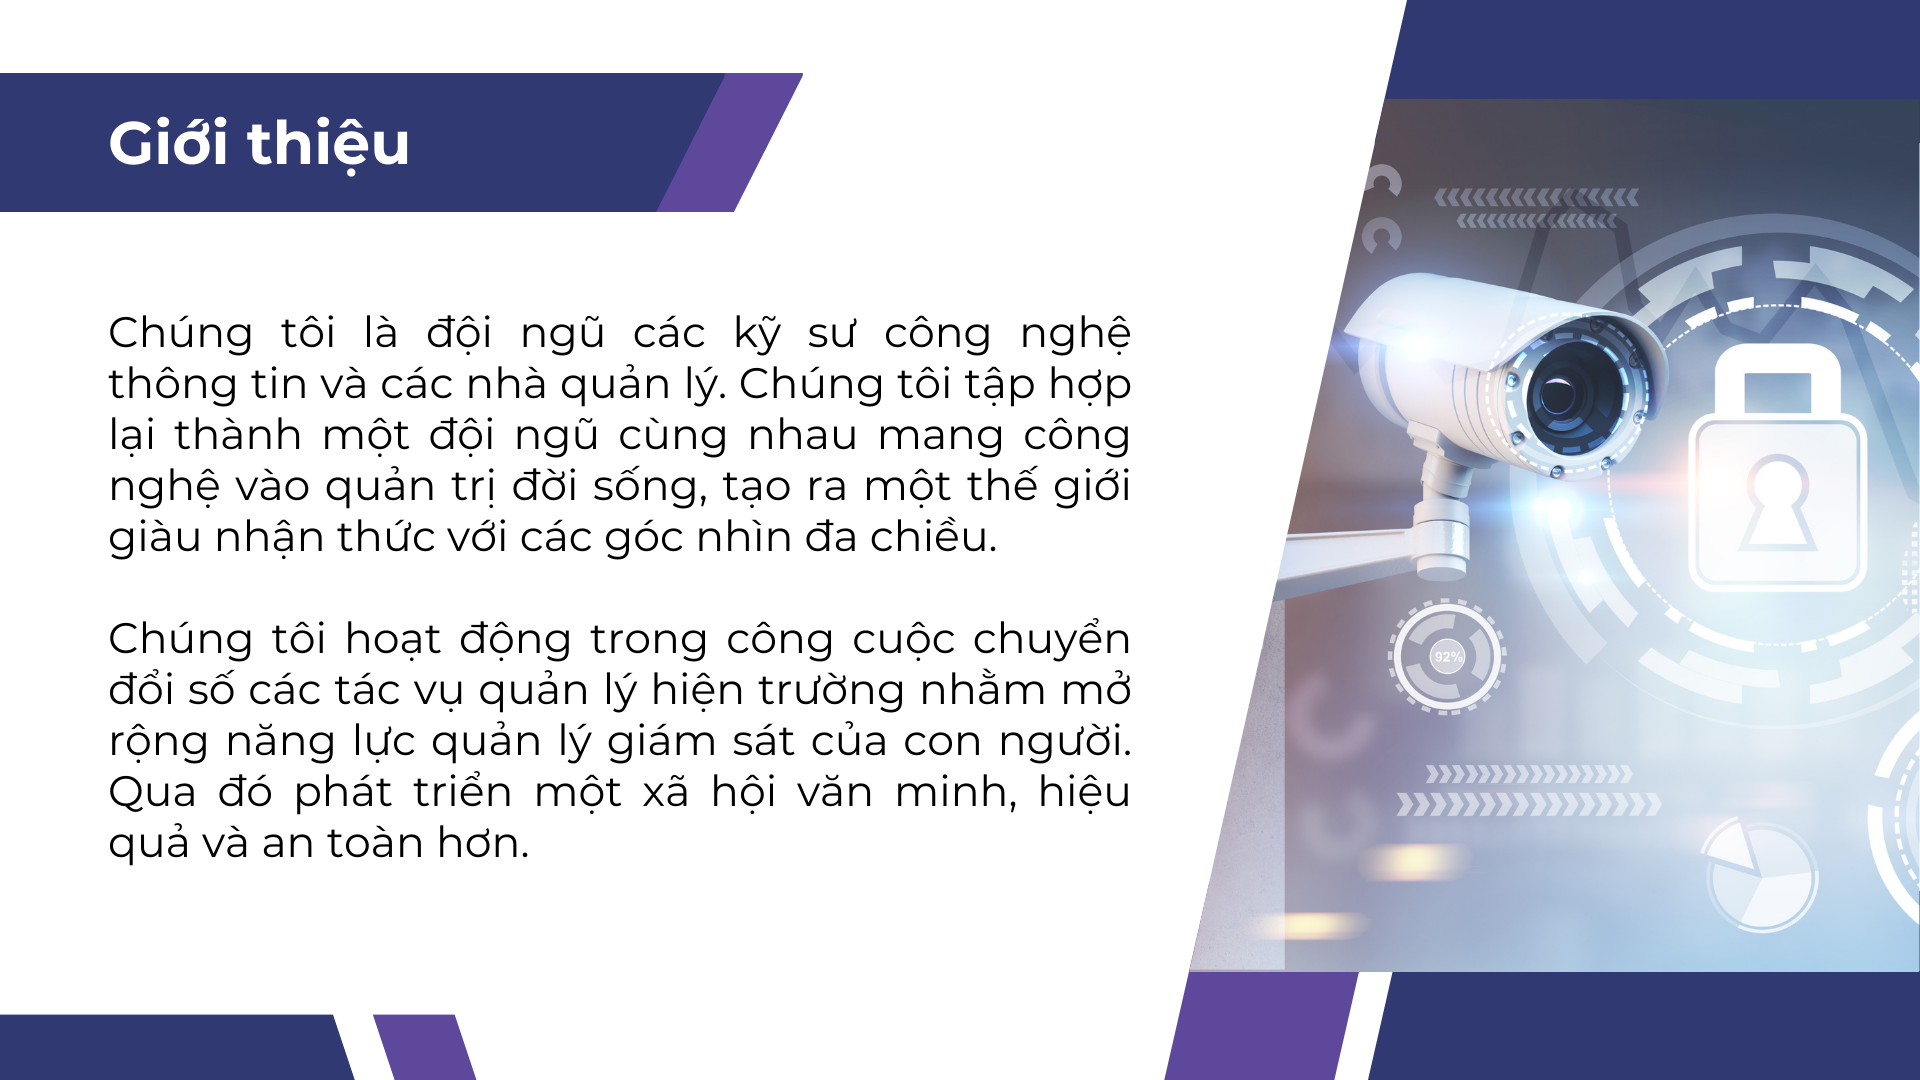 Giới thiệu
Chúng tôi là đội ngũ các kỹ sư công nghệ
thông tin và các nhà quản lý. Chúng tôi tập hợp
lại thành một đội ngũ cùng nhau mang công
nghệ vào quản trị đời sống, tạo ra một thế giới
giàu nhận thức với các góc nhìn đa chiều.
Chúng tôi hoạt động trong công cuộc chuyển
đổi số các tác vụ quản lý hiện trường nhằm mở
rộng năng lực quản lý giám sát của con người.
Qua đó phát triển một xã hội văn minh, hiệu
quả và an toàn hơn.
92%